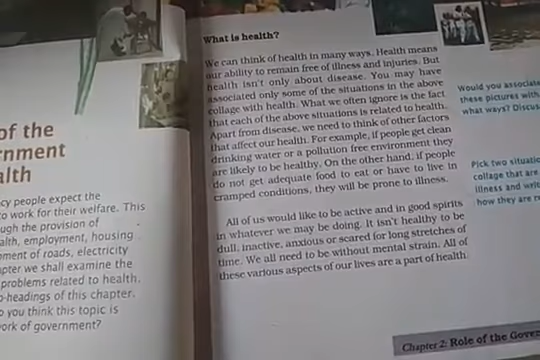 of the
rnment
alth
cy people expect the
to work for their welfare. This
ugh the provision of
alth, employment, housing
ment of roads, electricity
pter we shall examine the
problems related to health.
-headings of this chapter.
o you think this topic is
ork of government?
What is health?
We can think of health in many ways. Health means
our ability to remain free of illness and injuries. But
health isn't only about disease. You may have
associated only some of the situations in the above
collage with health. What we often ignore is the fact
that each of the above situations is related to health.
Apart from disease, we need to think of other factors
that affect our health. For example, if people get clean
drinking water or a pollution free environment they
are likely to be healthy. On the other hand, if people
do not get adequate food to eat or have to live in
cramped conditions, they will be prone to illness.
All of us would like to be active and in good spirits
in whatever we may be doing. It isn't healthy to be
dull, inactive, anxious or scared for long stretches of
time. We all need to be without mental strain. All of
these various aspects of our lives are a part of health.
Would you associate
these pictures with
what ways? Discus
Pick two situatio
collage that are
illness and write
how they are re
Chapter 2: Role of the Gover